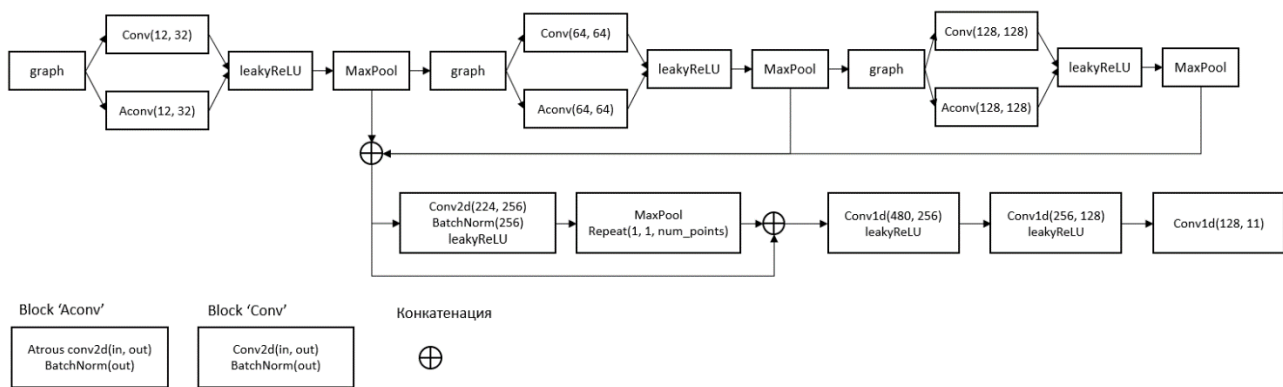 graph
Conv(12, 32)
Aconv(12, 32)
leakyReLU
MaxPool
graph
Conv(64, 64)
Aconv(64, 64)
leakyReLU
MaxPool
graph
Conv(128, 128)
Aconv(128, 128)
leakyReLU
MaxPool
Conv2d(224, 256)
BatchNorm(256)
leakyReLU
MaxPool
Repeat(1, 1, num_points)
Conv1d(480, 256)
leakyReLU
Conv1d(256, 128)
leakyReLU
Conv1d(128, 11)
Block ‘Aconv’
Atrous conv2d(in, out)
BatchNorm(out)
Block ‘Conv’
Conv2d(in, out)
BatchNorm(out)
Конкатенация